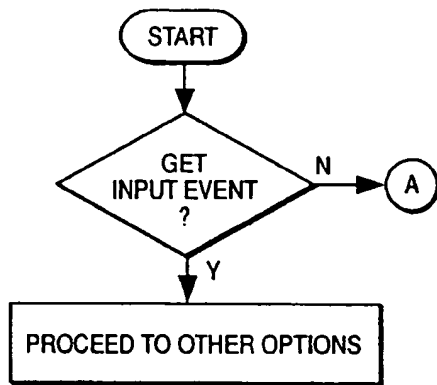 START
GET
INPUT EVENT
?
N
A
Y
PROCEED TO OTHER OPTIONS